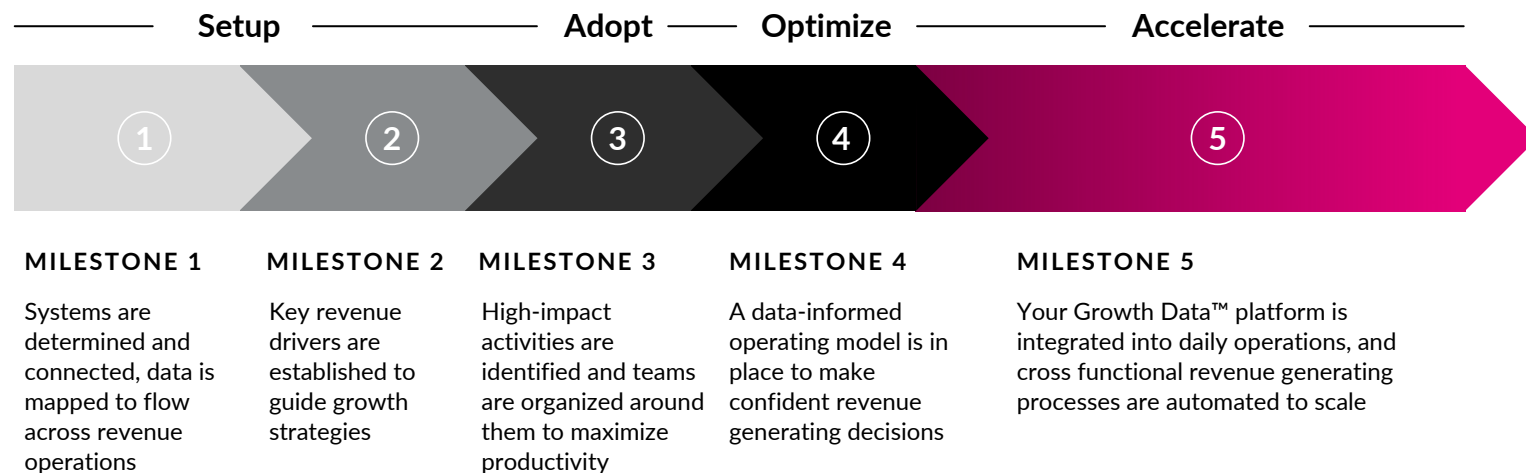 Setup
Adopt
Optimize
Accelerate
1
2
3
4
5
MILESTONE 1
Systems are
determined and
connected, data is
mapped to flow
across revenue
operations
MILESTONE 2
Key revenue
drivers are
established to
guide growth
strategies
MILESTONE 3
High-impact
activities are
identified and teams
are organized around
them to maximize
productivity
MILESTONE 4
A data-informed
operating model is in
place to make
confident revenue
generating decisions
MILESTONE 5
Your Growth Data™ platform is
integrated into daily operations, and
cross functional revenue generating
processes are automated to scale